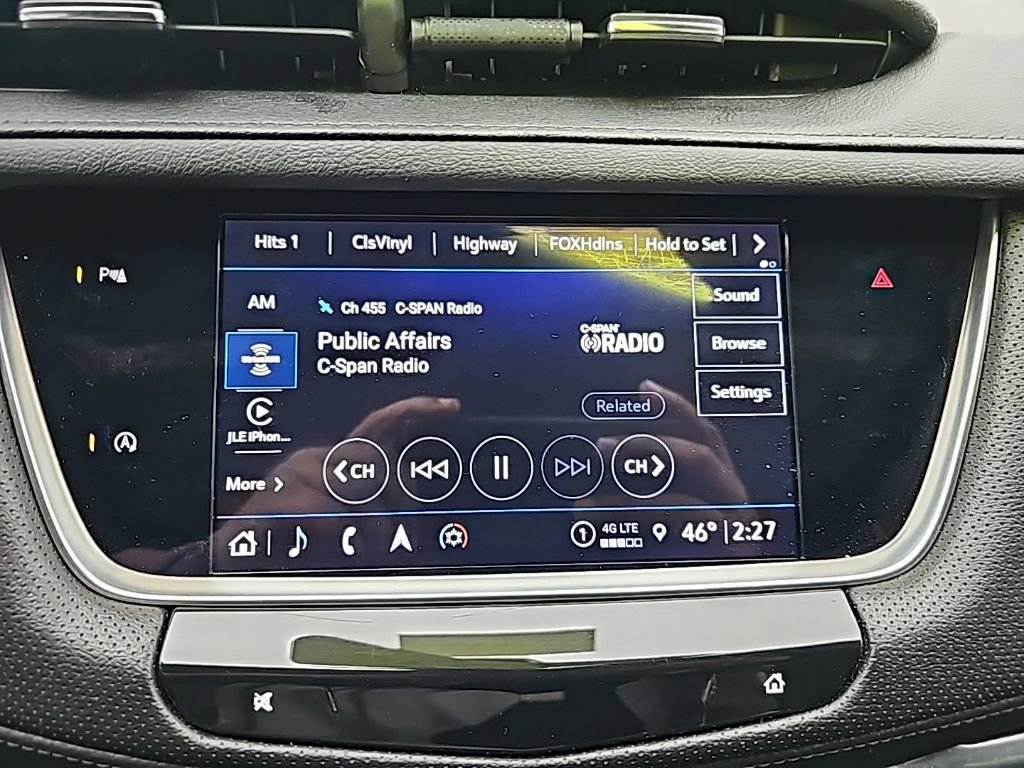 Hits 1 | ClsVinyl | Highway | FOXHdlns | Hold to Set |
P
AM
Ch 455 C-SPAN Radio
Sound
SiriusXM
Public Affairs
C-Span Radio
C-SPAN
RADIO
Browse
Related
Settings
JLE iPhon...
More
CH
CH
A
4G LTE
46° | 2:27